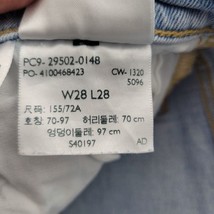 PC9- 29502-0148
PO- 4100468423 CW- 1320
5096
W28 L28
尺码: 155/72A
호칭: 70-97 허리둘레: 70 cm
엉덩이둘레: 97 cm
S40197 AD